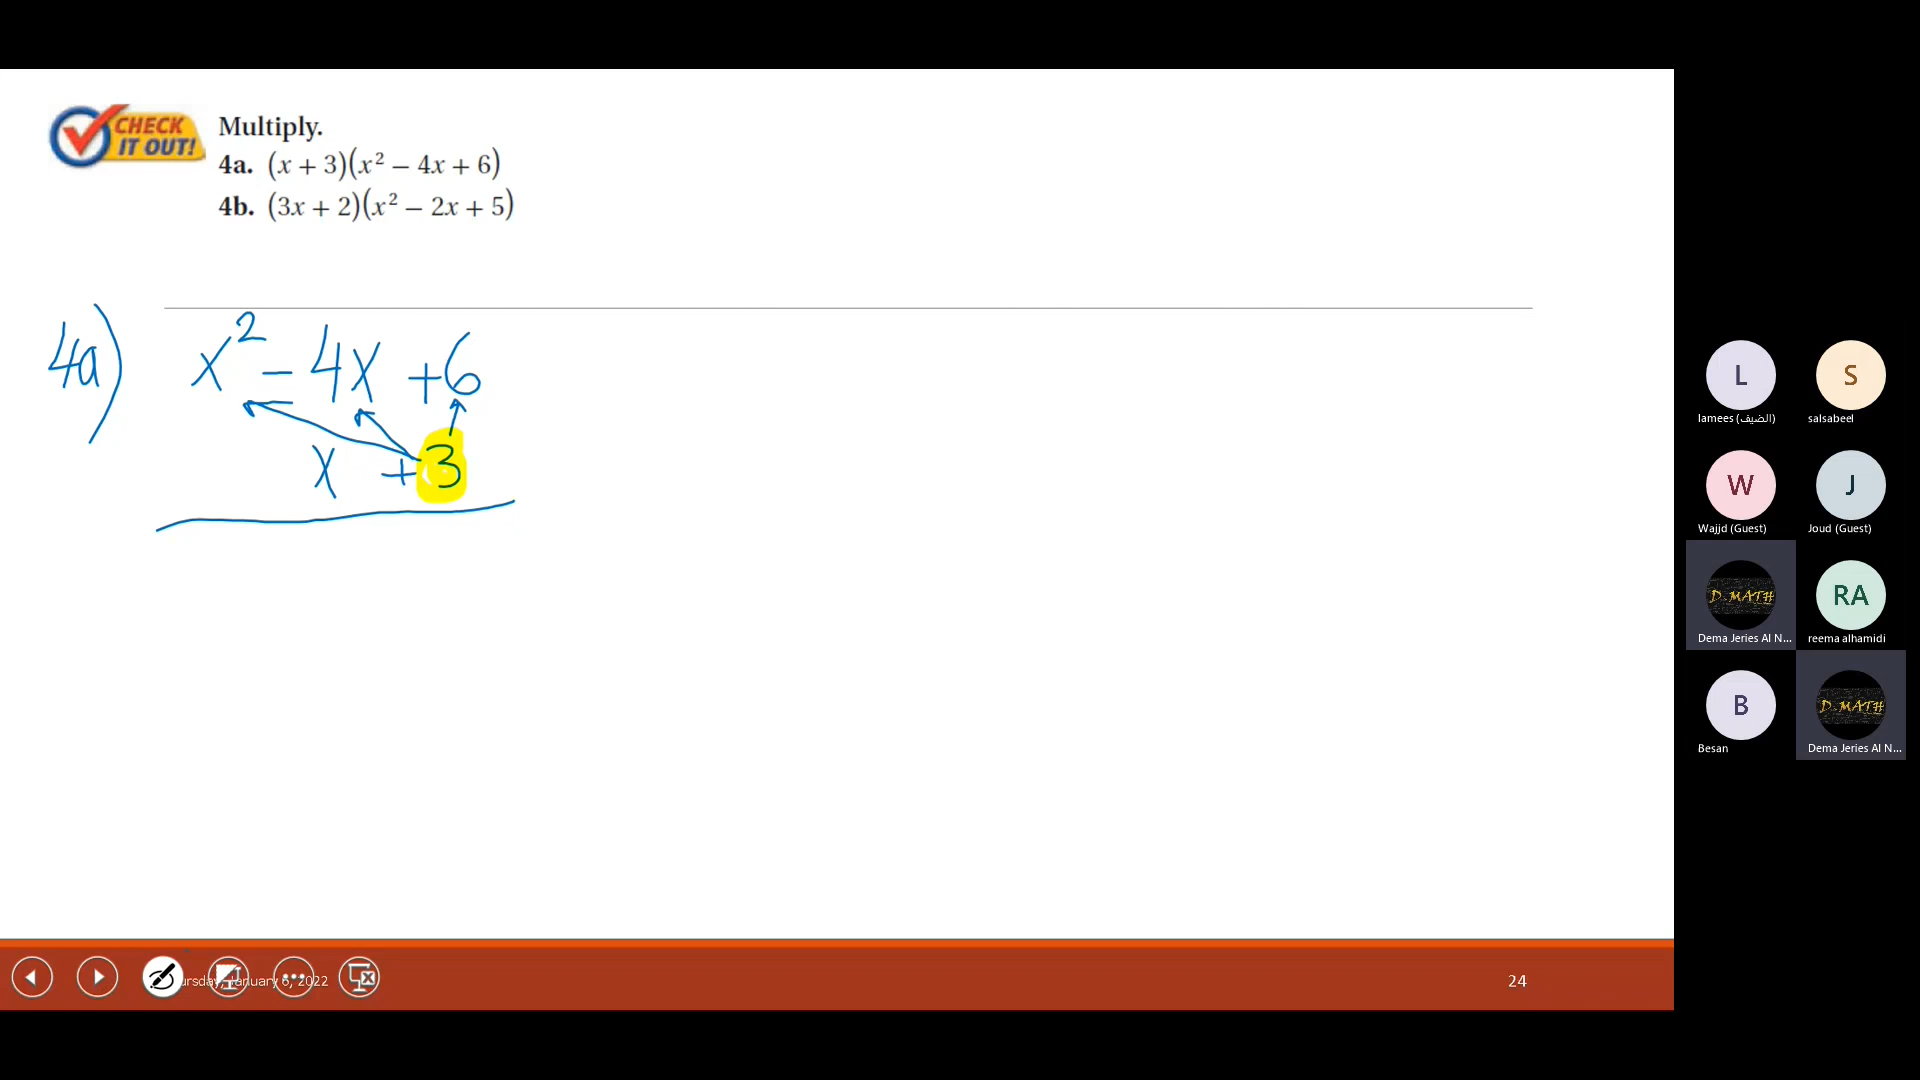 CHECK
IT OUT!
Multiply.
4a. (x + 3)(x² − 4x + 6)
4b. (3x + 2)(x² − 2x + 5)
4a) x² − 4x + 6
x + 3
L
S
lamees (الضيف)
salsabeel
W
J
Wajjd (Guest)
Joud (Guest)
D.MATH
RA
Dema Jeries Al N...
reema alhamidi
B
D.MATH
Besan
Dema Jeries Al N...
2022
24